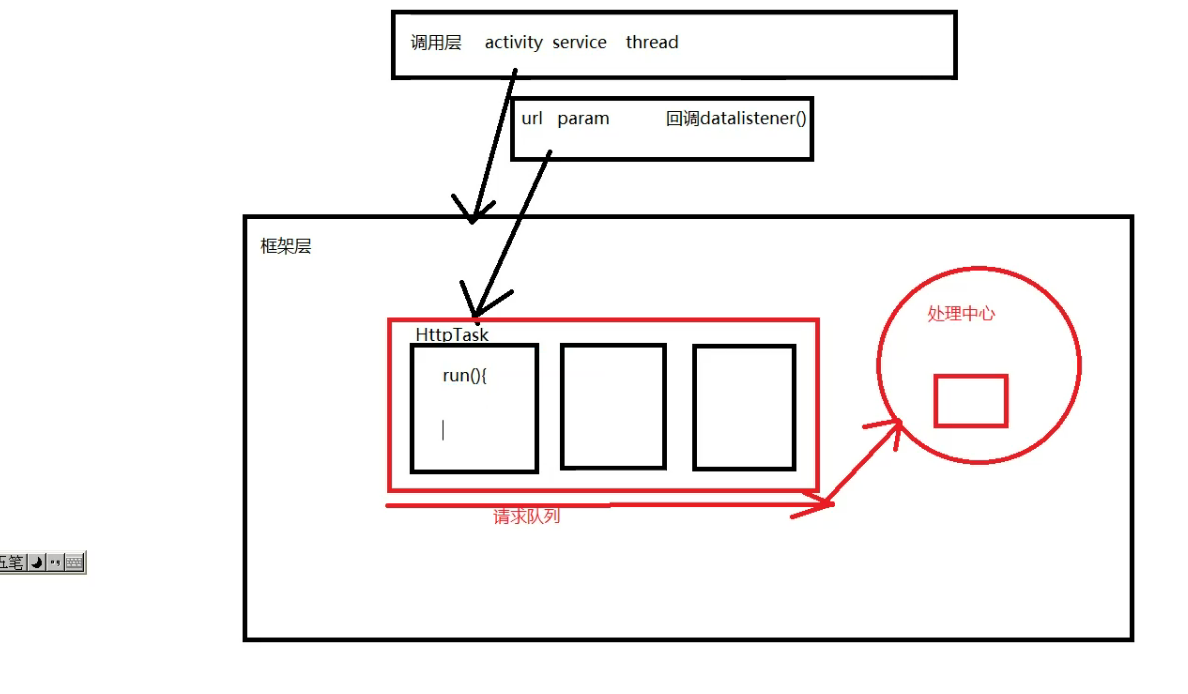 调用层 activity service thread
url param 回调datalistener()
框架层
处理中心
HttpTask
run(){
请求队列
五笔